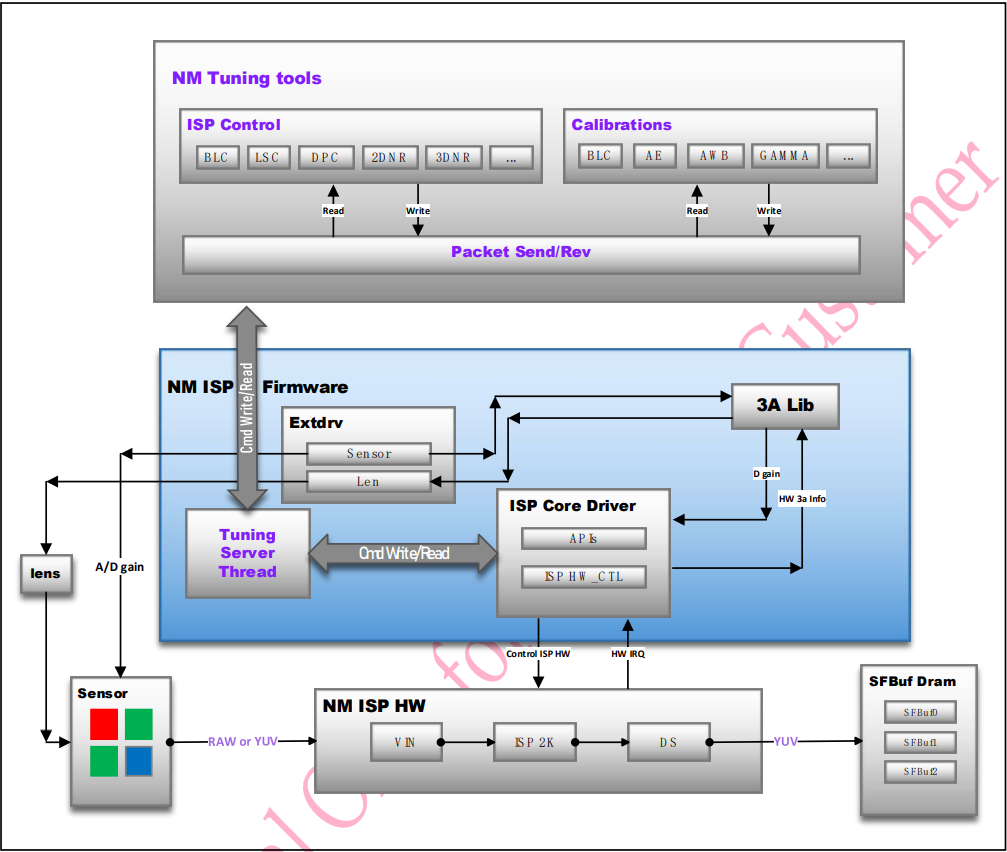 NM Tuning tools
ISP Control
BLC LSC DPC 2DNR 3DNR ...
Calibrations
BLC AE AWB GAMMA ...
Read Write
Read Write
Packet Send/Rev
Cmd Write/Read
NM ISP Firmware
Extdrv
Sensor
Len
3A Lib
D gain
HW 3a Info
ISP Core Driver
APIs
ISP HW_CTL
Tuning
Server
Thread
Cmd Write/Read
lens
A/D gain
Control ISP HW
HW IRQ
Sensor
RAW or YUV
NM ISP HW
VIN ISP 2K DS
YUV
SFBuf Dram
SFBuf0
SFBuf1
SFBuf2